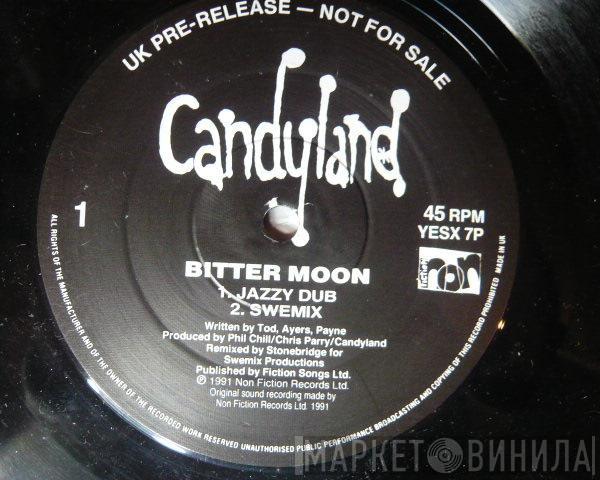 UK PRE-RELEASE — NOT FOR SALE
Candyland
1
45 RPM
YESX 7P
BITTER MOON
1. JAZZY DUB
2. SWEMIX
non fiction
Written by Tod, Ayers, Payne
Produced by Phil Chill/Chris Parry/Candyland
Remixed by Stonebridge for
Swemix Productions
Published by Fiction Songs Ltd.
℗ © 1991 Non Fiction Records Ltd.
Original sound recording made by
Non Fiction Records Ltd. 1991
ALL RIGHTS OF THE MANUFACTURER AND OF THE OWNER OF THE RECORDED WORK RESERVED UNAUTHORISED PUBLIC PERFORMANCE BROADCASTING AND COPYING OF THIS RECORD PROHIBITED MADE IN UK
МАРКЕТ ВИНИЛА